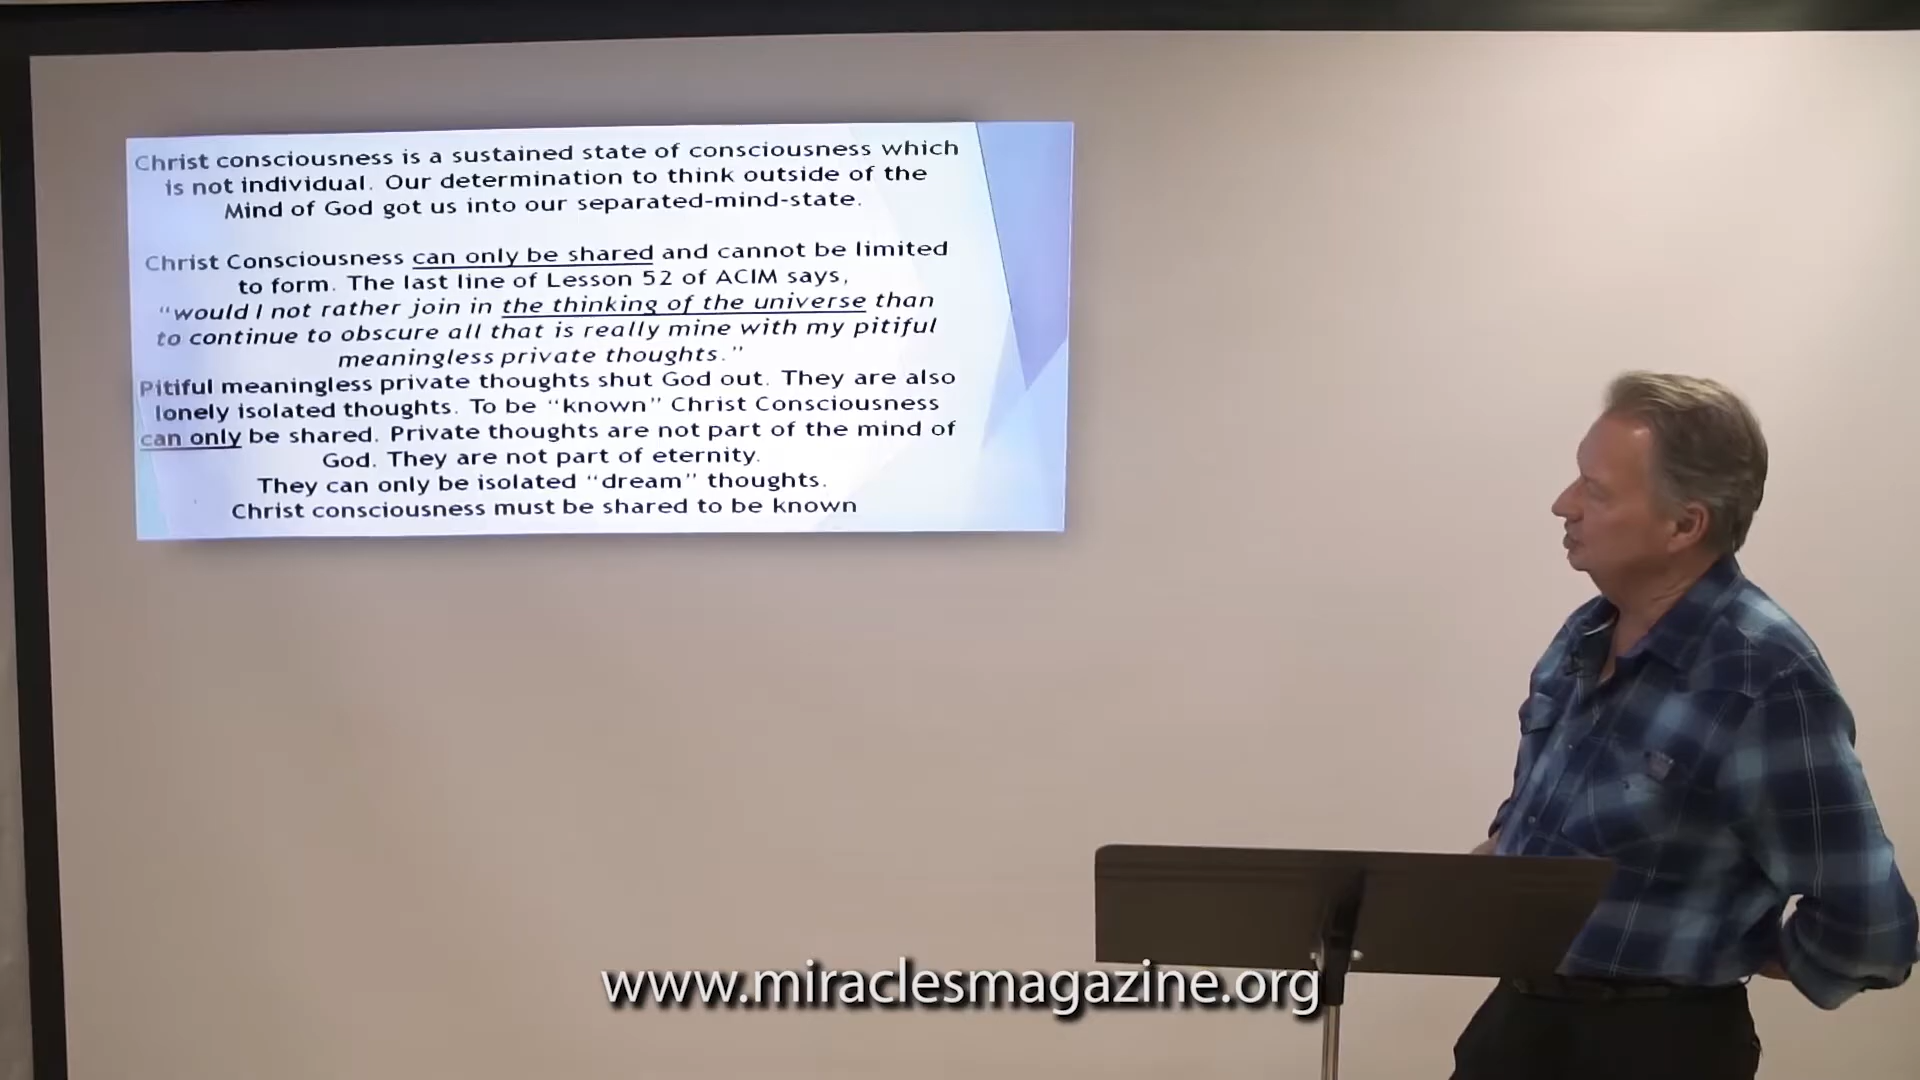 Christ consciousness is a sustained state of consciousness which
is not individual. Our determination to think outside of the
Mind of God got us into our separated-mind-state.
Christ Consciousness can only be shared and cannot be limited
to form. The last line of Lesson 52 of ACIM says,
“would I not rather join in the thinking of the universe than
to continue to obscure all that is really mine with my pitiful
meaningless private thoughts.”
Pitiful meaningless private thoughts shut God out. They are also
lonely isolated thoughts. To be “known” Christ Consciousness
can only be shared. Private thoughts are not part of the mind of
God. They are not part of eternity.
They can only be isolated “dream” thoughts.
Christ consciousness must be shared to be known
www.miraclesmagazine.org